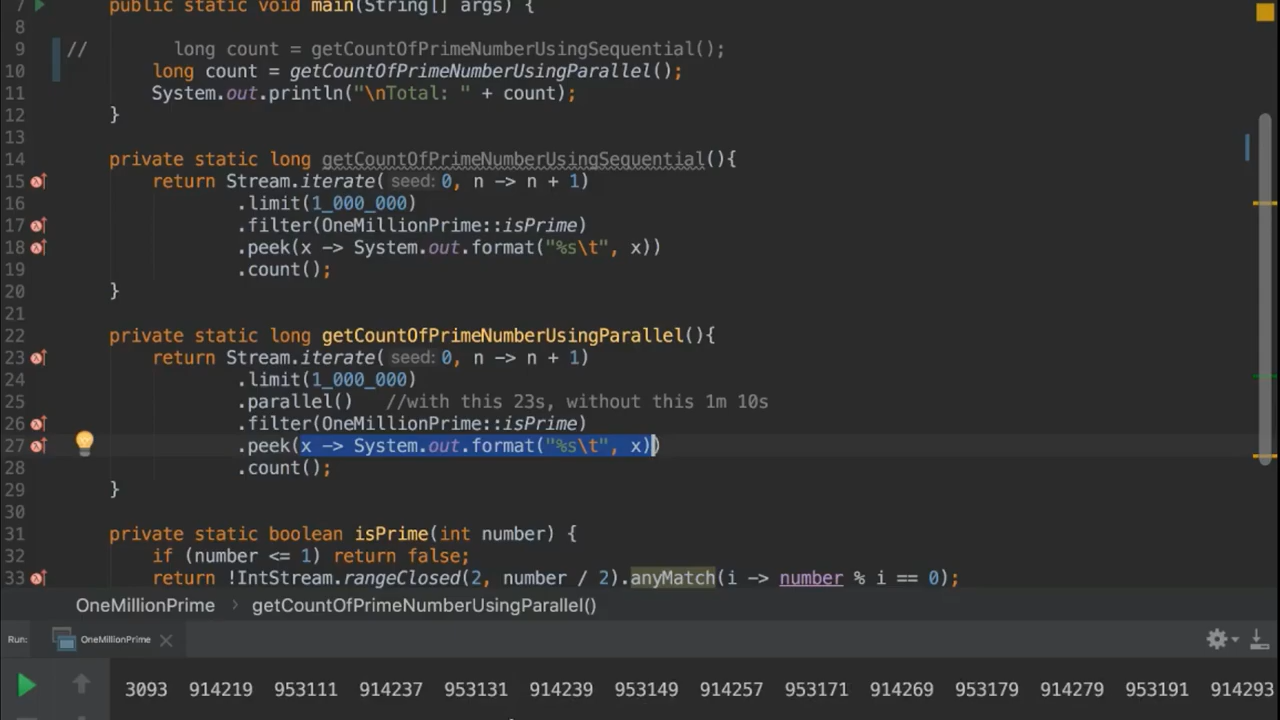 7 public static void main(String[] args) {
8
9 // long count = getCountOfPrimeNumberUsingSequential();
10 long count = getCountOfPrimeNumberUsingParallel();
11 System.out.println("\nTotal: " + count);
12 }
13
14 private static long getCountOfPrimeNumberUsingSequential(){
15 return Stream.iterate( seed: 0, n -> n + 1)
16 .limit(1_000_000)
17 .filter(OneMillionPrime::isPrime)
18 .peek(x -> System.out.format("%s\t", x))
19 .count();
20 }
21
22 private static long getCountOfPrimeNumberUsingParallel(){
23 return Stream.iterate( seed: 0, n -> n + 1)
24 .limit(1_000_000)
25 .parallel() //with this 23s, without this 1m 10s
26 .filter(OneMillionPrime::isPrime)
27 .peek(x -> System.out.format("%s\t", x))
28 .count();
29 }
30
31 private static boolean isPrime(int number) {
32 if (number <= 1) return false;
33 return !IntStream.rangeClosed(2, number / 2).anyMatch(i -> number % i == 0);
OneMillionPrime › getCountOfPrimeNumberUsingParallel()
Run: OneMillionPrime
3093 914219 953111 914237 953131 914239 953149 914257 953171 914269 953179 914279 953191 914293